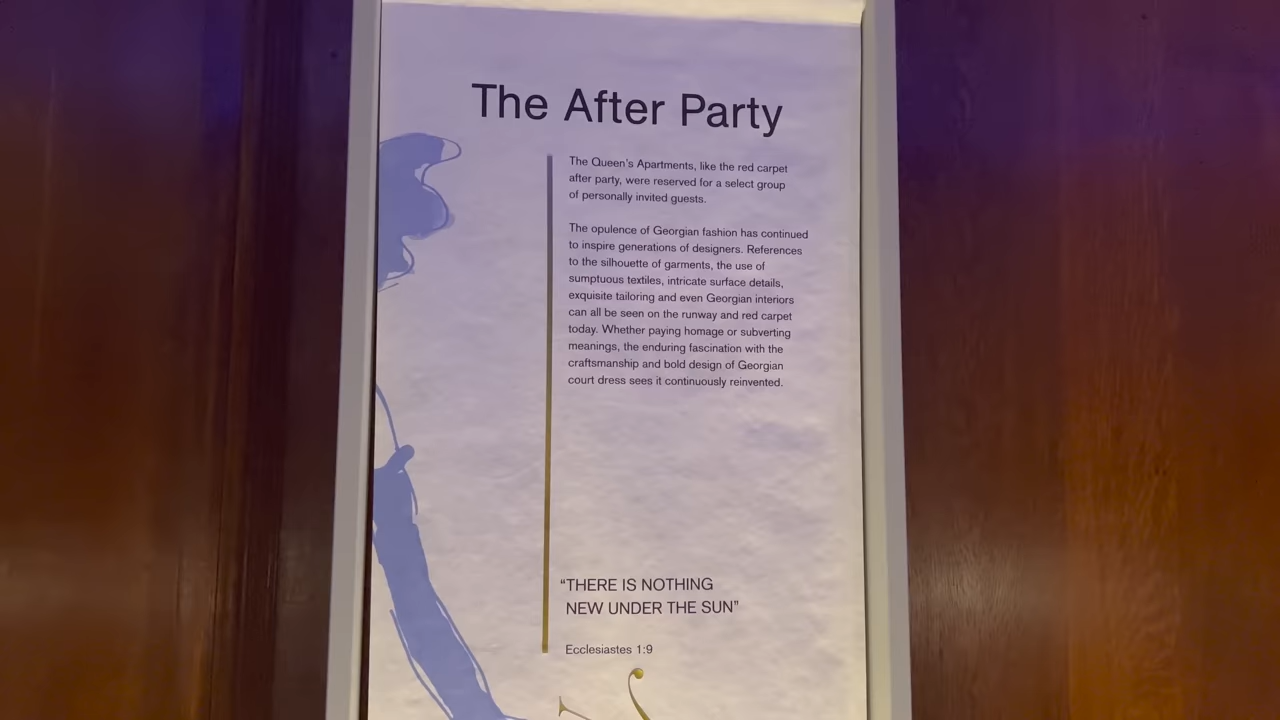 The After Party
The Queen's Apartments, like the red carpet
after party, were reserved for a select group
of personally invited guests.
The opulence of Georgian fashion has continued
to inspire generations of designers. References
to the silhouette of garments, the use of
sumptuous textiles, intricate surface details,
exquisite tailoring and even Georgian interiors
can all be seen on the runway and red carpet
today. Whether paying homage or subverting
meanings, the enduring fascination with the
craftsmanship and bold design of Georgian
court dress sees it continuously reinvented.
“THERE IS NOTHING
NEW UNDER THE SUN”
Ecclesiastes 1:9